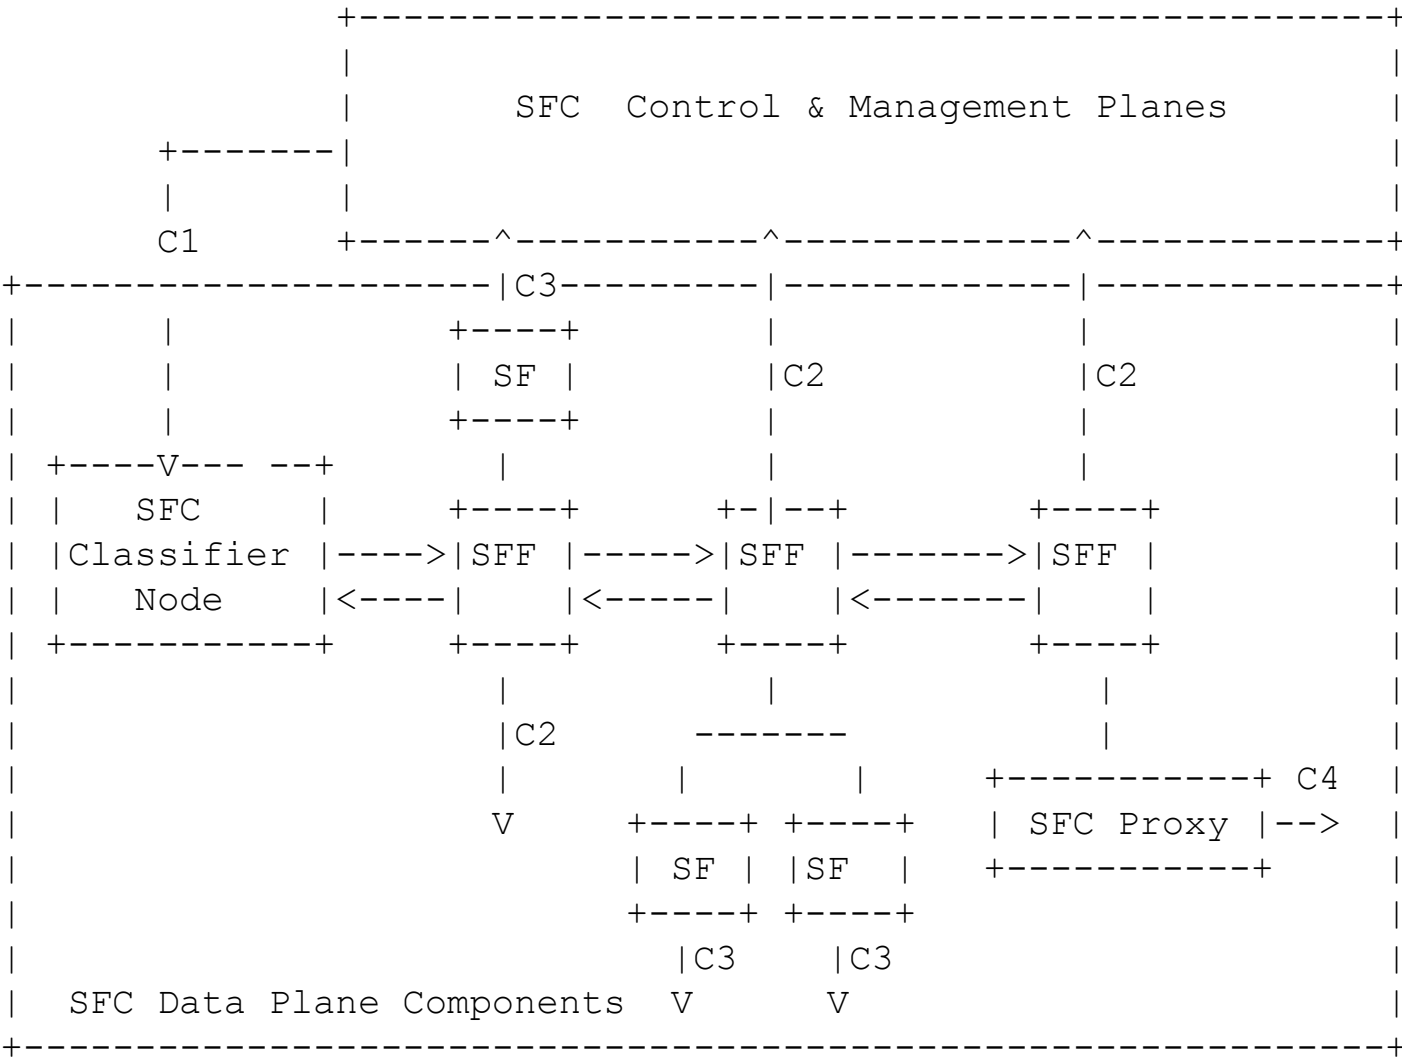 SFC Control & Management Planes
C1
C3
SF C2 C2
V
SFC
Classifier SFF SFF SFF
Node
C2
C4
V SFC Proxy
SF SF
C3 C3
SFC Data Plane Components V V